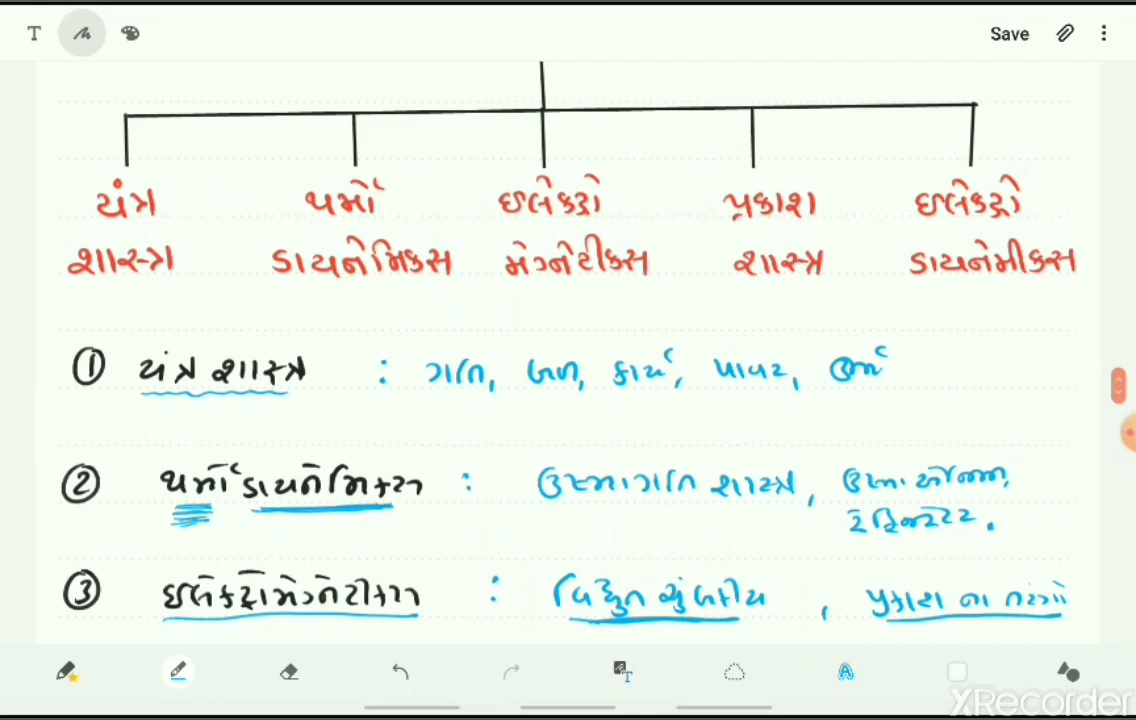 T Save
યંત્ર થર્મો ઇલેક્ટ્રો પ્રકાશ ઇલેક્ટ્રો
શાસ્ત્ર ડાયનેમિક્સ મેગ્નેટીક્સ શાસ્ત્ર ડાયનેમીક્સ
① યંત્ર શાસ્ત્ર : ગતિ, બળ, કાર્ય, પાવર, ઊર્જા
② થર્મોડાયનેમિક્સ : ઉષ્માગતિ શાસ્ત્ર, ઉષ્મા એન્જિન,
રેફ્રિજરેટર.
③ ઇલેક્ટ્રોમેગ્નેટીક્સ : વિદ્યુત ચુંબકીય, પ્રકાશ ના તરંગો
T A
XRecorder